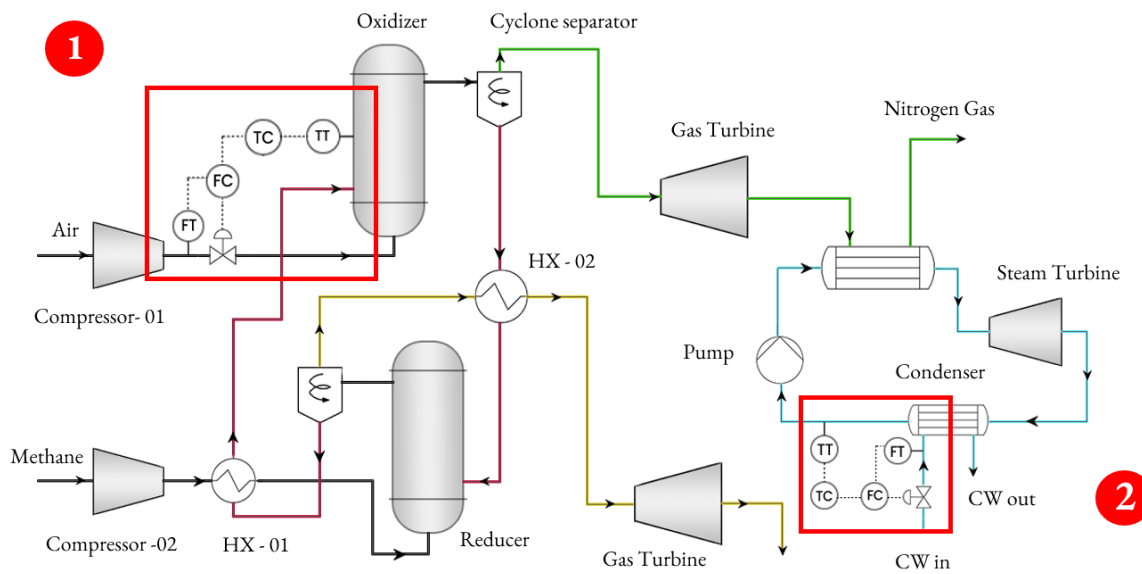 1
Oxidizer
Cyclone separator
Gas Turbine
Nitrogen Gas
TC
TT
FC
FT
Air
Compressor- 01
HX - 02
Steam Turbine
Pump
Condenser
Methane
Compressor -02
HX - 01
Reducer
Gas Turbine
TT
FT
TC
FC
CW out
CW in
2